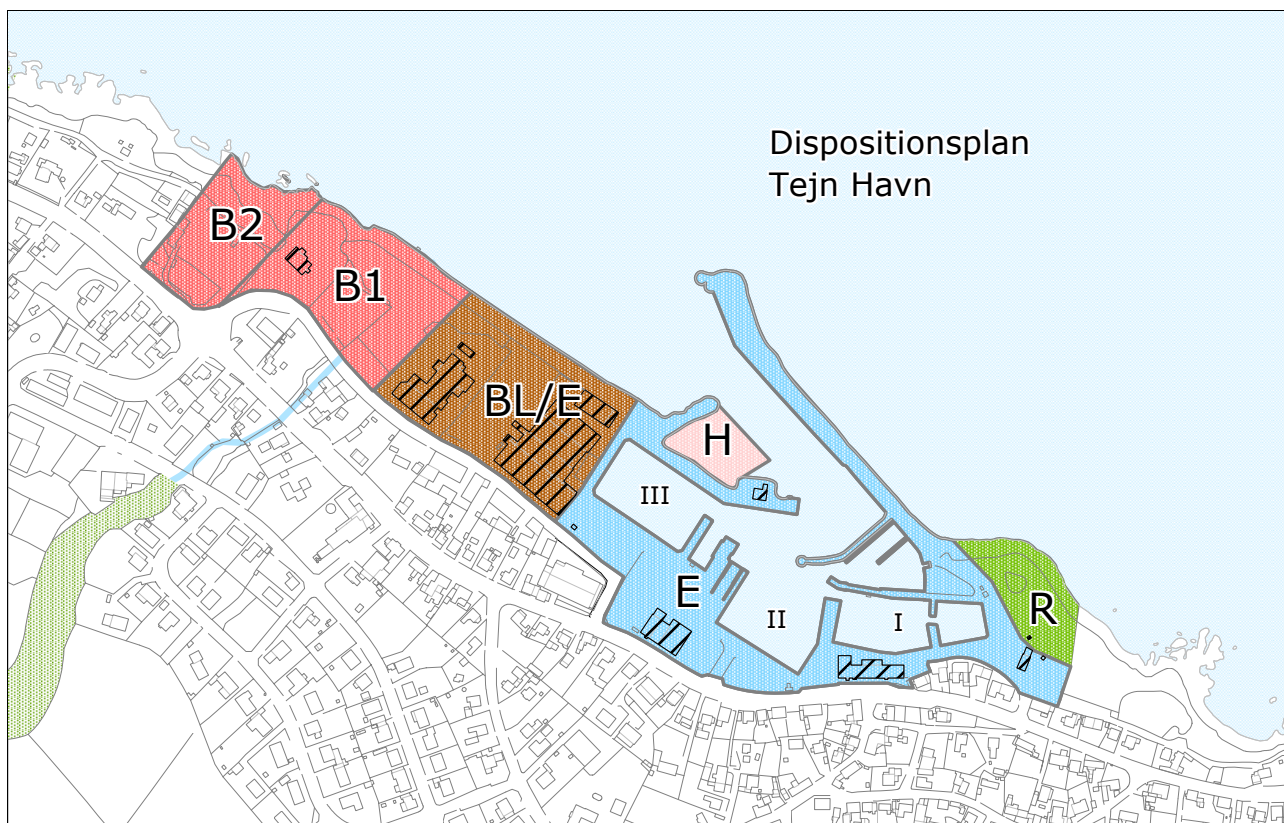 Dispositionsplan
Tejn Havn
B2
B1
BL/E
H
III
E
II
I
R